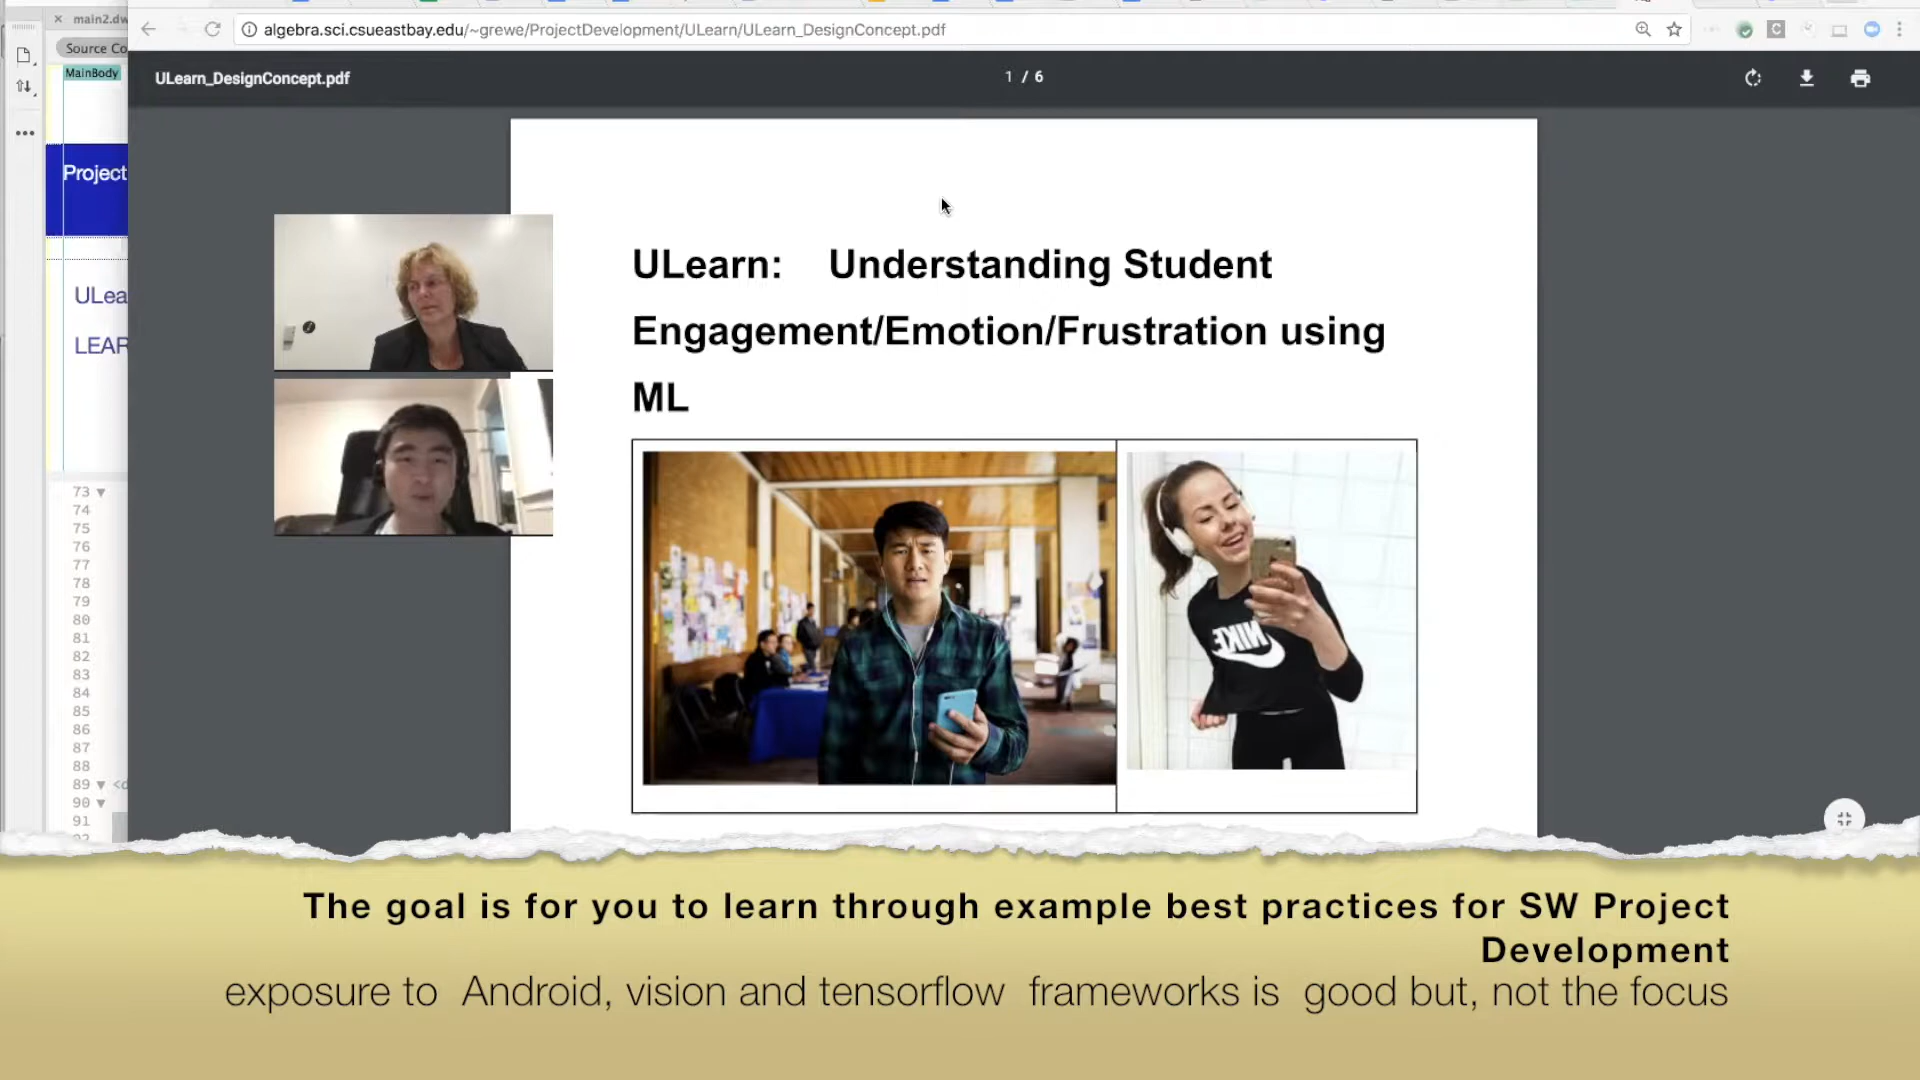 main2.dw
algebra.sci.csueastbay.edu/~grewe/ProjectDevelopment/ULearn/ULearn_DesignConcept.pdf
Source Co
MainBody
ULearn_DesignConcept.pdf
1 / 6
Project
ULearn: Understanding Student
Engagement/Emotion/Frustration using
ML
ULea
LEAR
NIKE
73
74
75
76
77
78
79
80
81
82
83
84
85
86
87
88
89 <d
90
91
The goal is for you to learn through example best practices for SW Project
Development
exposure to Android, vision and tensorflow frameworks is good but, not the focus